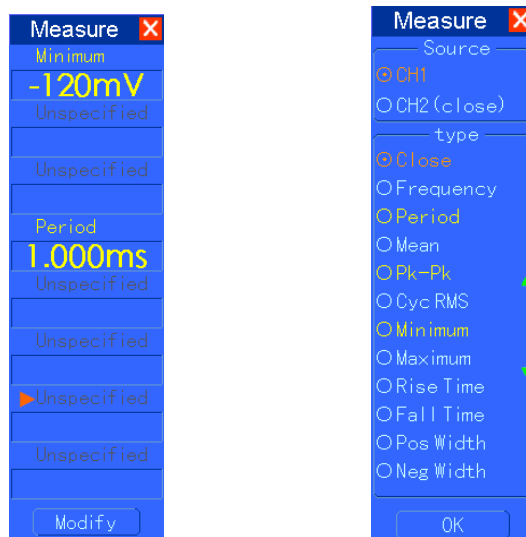 Measure X
Minimum
-120mV
Unspecified
Unspecified
Period
1.000ms
Unspecified
Unspecified
Unspecified
Unspecified
Modify
Measure X
Source
CH1
CH2(close)
type
Close
Frequency
Period
Mean
Pk-Pk
Cyc RMS
Minimum
Maximum
Rise Time
Fall Time
Pos Width
Neg Width
OK